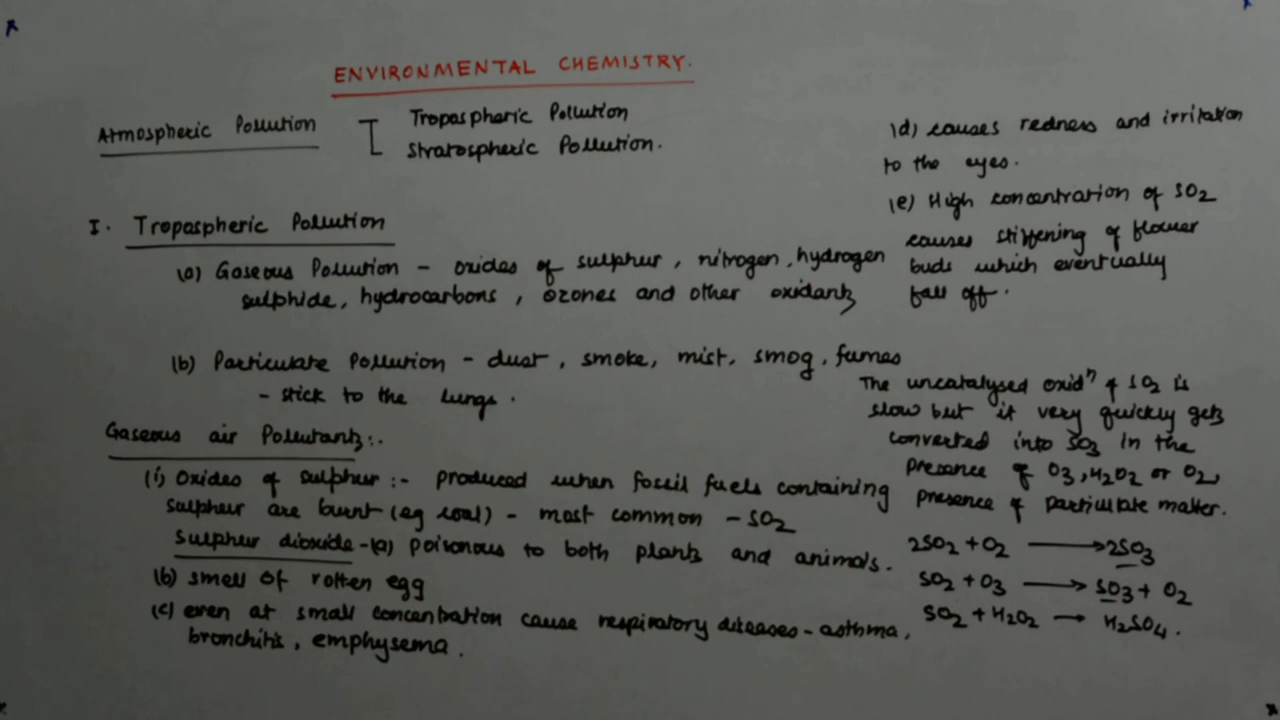 ENVIRONMENTAL CHEMISTRY.
Atmospheric Pollution
Tropospheric Pollution
Stratospheric Pollution.
I. Tropospheric Pollution
(a) Gaseous Pollution - oxides of sulphur, nitrogen, hydrogen
sulphide, hydrocarbons, ozones and other oxidants
(b) Particulate Pollution - dust, smoke, mist, smog, fumes
- stick to the lungs.
Gaseous air Pollutants:-
(i) Oxides of sulphur :- produced when fossil fuels containing
sulphur are burnt (eg coal) - most common - SO2
Sulphur dioxide - (a) poisonous to both plants and animals.
(b) smell of rotten egg
(c) even at small concentration cause respiratory diseases - asthma,
bronchitis, emphysema.
(d) causes redness and irritation
to the eyes.
(e) High concentration of SO2
causes stiffening of flower
buds which eventually
fall off.
The uncatalysed oxidⁿ of SO2 is
slow but it very quickly gets
converted into SO3 in the
presence of O3, H2O2 or O2,
presence of particulate matter.
2SO2 + O2 → 2SO3
SO2 + O3 → SO3 + O2
SO2 + H2O2 → H2SO4.